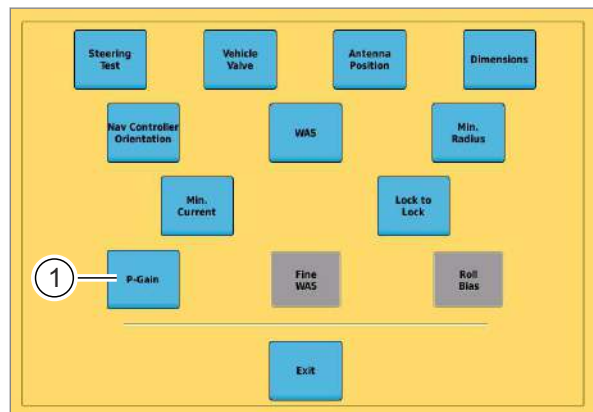 Steering
Test
Vehicle
Valve
Antenna
Position
Dimensions
Nav Controller
Orientation
WAS
Min.
Radius
Min.
Current
Lock to
Lock
1
P-Gain
Fine
WAS
Roll
Bias
Exit